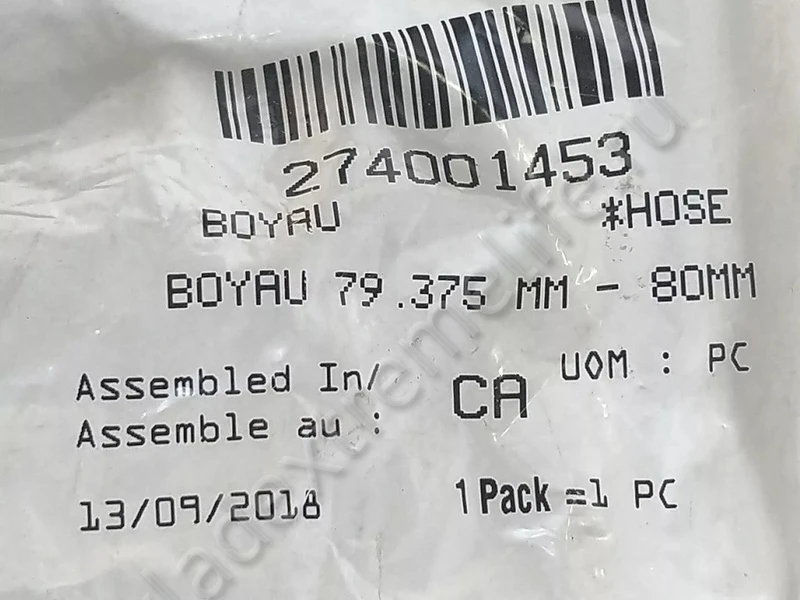 274001453
BOYAU *HOSE
BOYAU 79.375 MM - 80MM
Assembled In/
Assemble au :
CA
UOM : PC
13/09/2018
1 Pack =1 PC